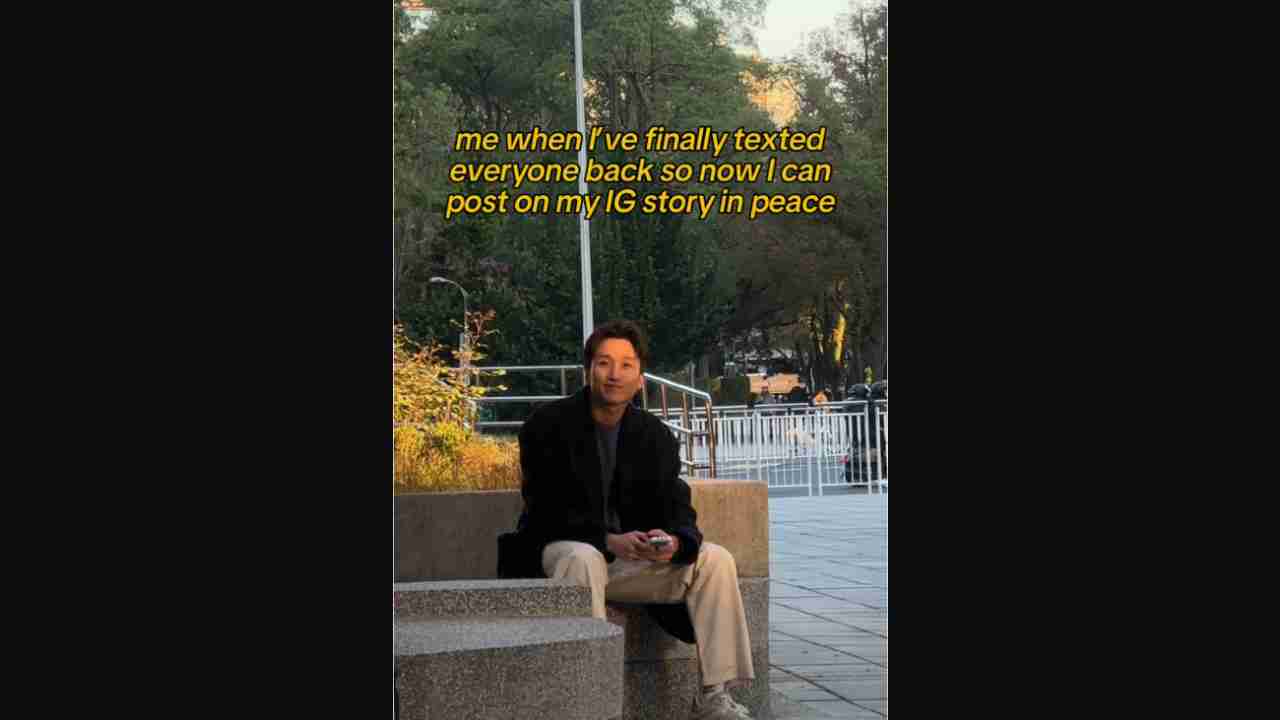 me when I've finally texted
everyone back so now I can
post on my IG story in peace